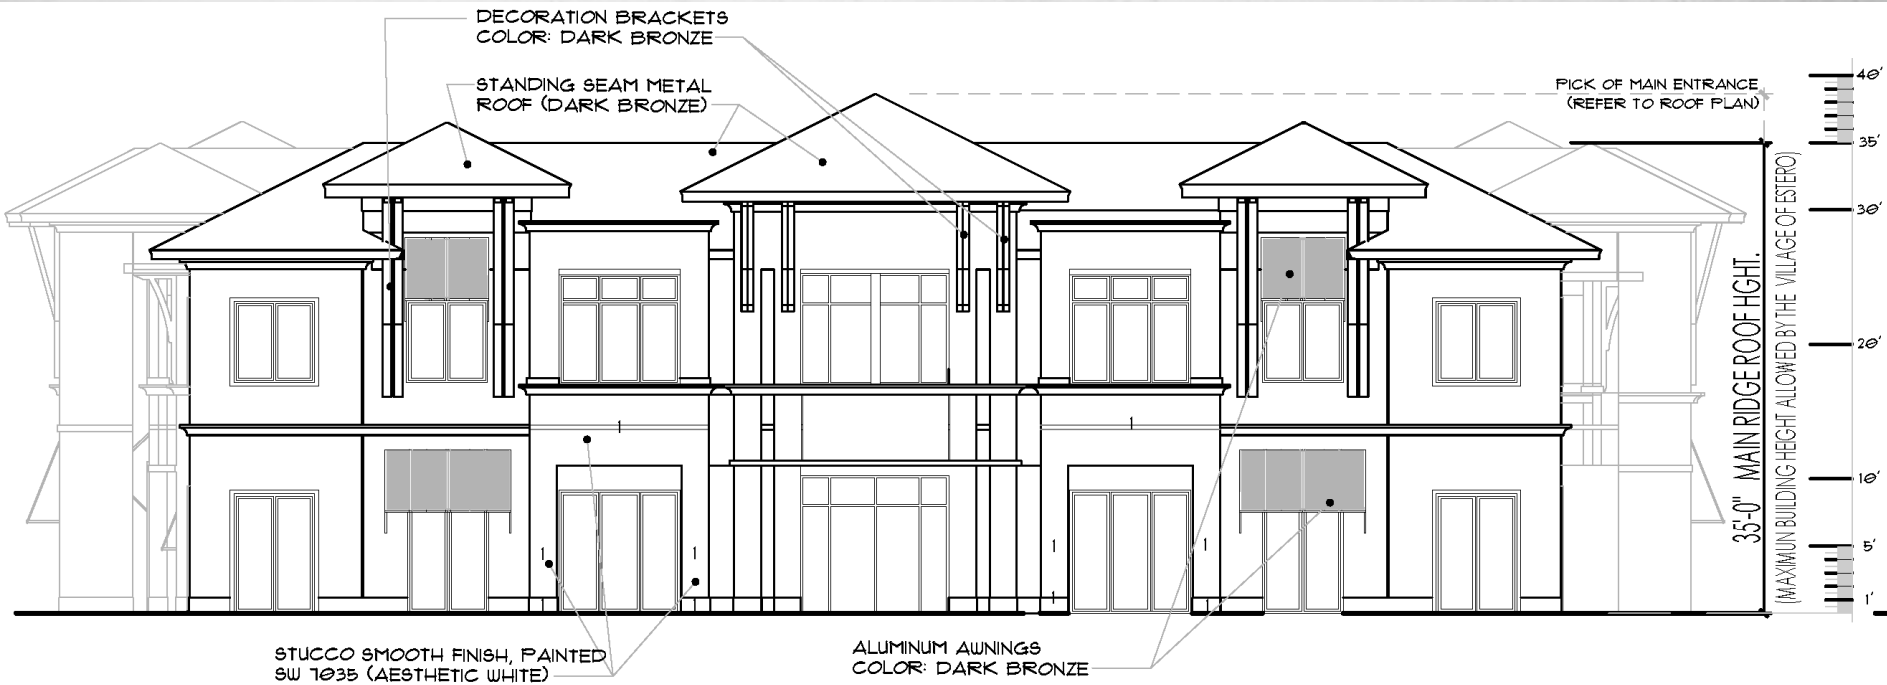 DECORATION BRACKETS
COLOR: DARK BRONZE
STANDING SEAM METAL
ROOF (DARK BRONZE)
PICK OF MAIN ENTRANCE
(REFER TO ROOF PLAN)
40'
35'
30'
20'
10'
5'
1'
35'-0" MAIN RIDGE ROOF HGHT.
(MAXIMUN BUILDING HEIGHT ALLOWED BY THE VILLAGE OF ESTERO)
1
1
1
1
1
1
1
1
1
1
STUCCO SMOOTH FINISH, PAINTED
SW 7035 (AESTHETIC WHITE)
ALUMINUM AWNINGS
COLOR: DARK BRONZE